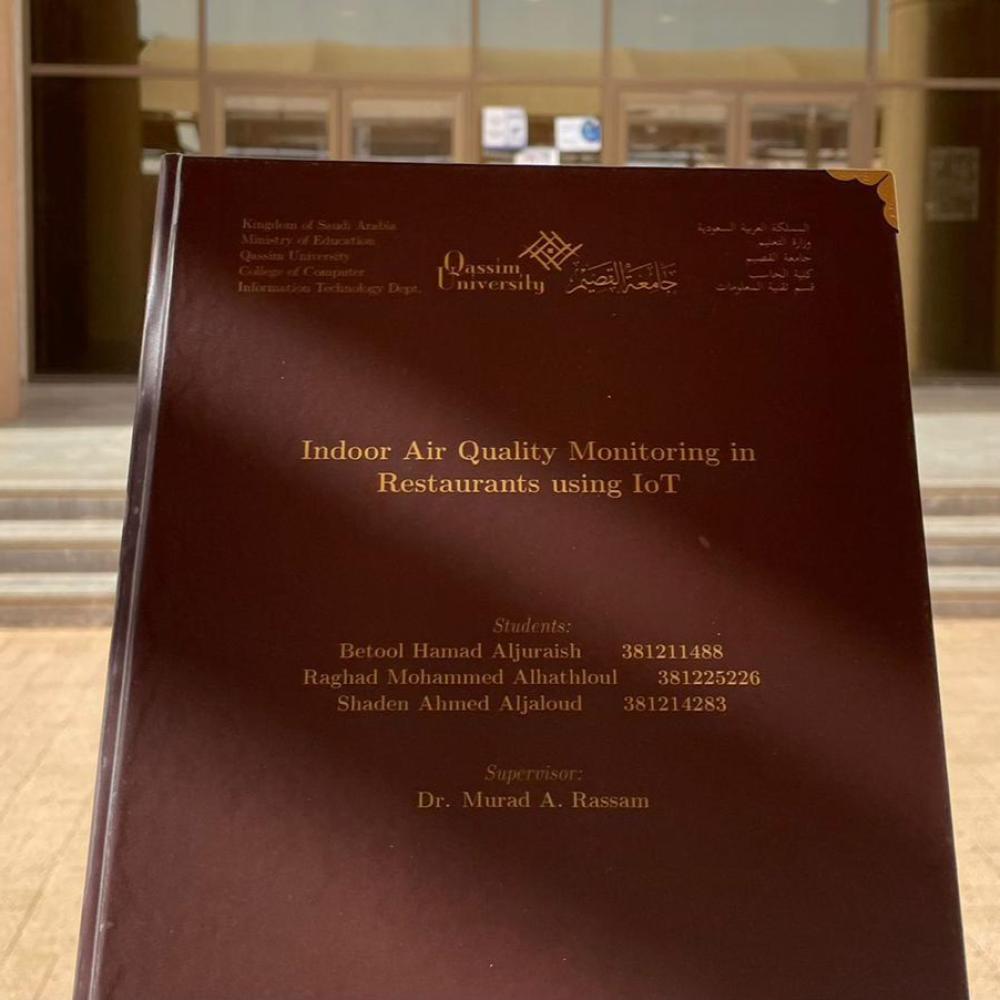 Kingdom of Saudi Arabia
Ministry of Education
Qassim University
College of Computer
Information Technology Dept.
Qassim
University
جامعة القصيم
المملكة العربية السعودية
وزارة التعليم
جامعة القصيم
كلية الحاسب
قسم تقنية المعلومات
Indoor Air Quality Monitoring in
Restaurants using IoT
Students:
Betool Hamad Aljuraish 381211488
Raghad Mohammed Alhathloul 381225226
Shaden Ahmed Aljaloud 381214283
Supervisor:
Dr. Murad A. Rassam